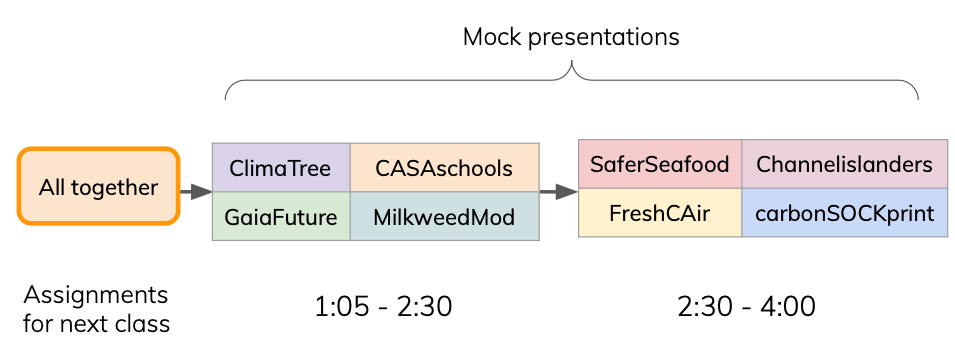 Mock presentations
All together
ClimaTree
CASAschools
GaiaFuture
MilkweedMod
SaferSeafood
Channelislanders
FreshCAir
carbonSOCKprint
Assignments
for next class
1:05 - 2:30
2:30 - 4:00